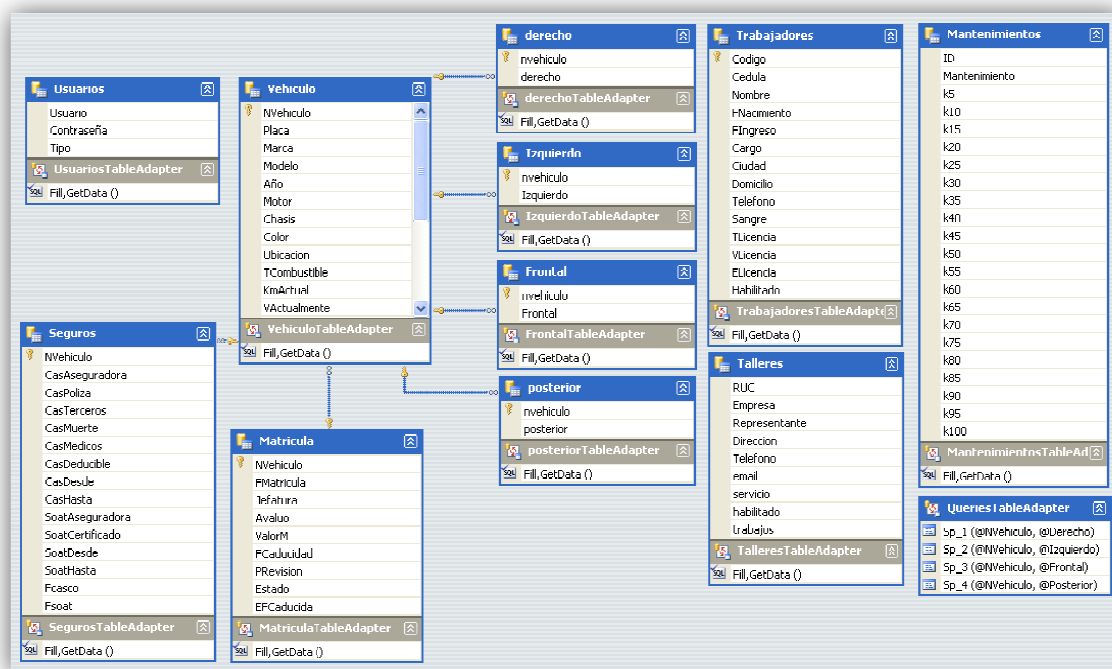 Usuarios
Usuario
Contraseña
Tipo
UsuariosTableAdapter
Fill,GetData ()
Vehiculo
NVehiculo
Placa
Marca
Modelo
Año
Motor
Chasis
Color
Ubicacion
TCombustible
KmActual
VActualmente
VehiculoTableAdapter
Fill,GetData ()
derecho
nvehiculo
derecho
derechoTableAdapter
Fill,GetData ()
Izquierdo
nvehiculo
Izquierdo
IzquierdoTableAdapter
Fill,GetData ()
Frontal
nvehiculo
Frontal
FrontalTableAdapter
Fill,GetData ()
posterior
nvehiculo
posterior
posteriorTableAdapter
Fill,GetData ()
Trabajadores
Codigo
Cedula
Nombre
FNacimiento
FIngreso
Cargo
Ciudad
Domicilio
Telefono
Sangre
TLicencia
VLicencia
ELicencia
Habilitado
TrabajadoresTableAdapte
Fill,GetData ()
Mantenimientos
ID
Mantenimiento
k5
k10
k15
k20
k25
k30
k35
k40
k45
k50
k55
k60
k65
k70
k75
k80
k85
k90
k95
k100
MantenimientosTableAd
Fill,GetData ()
Seguros
NVehiculo
CasAseguradora
CasPoliza
CasTerceros
CasMuerte
CasMedicos
CasDeducible
CasDesde
CasHasta
SoatAseguradora
SoatCertificado
SoatDesde
SoatHasta
Fcasco
Fsoat
SegurosTableAdapter
Fill,GetData ()
Matricula
NVehiculo
FMatricula
Jefatura
Avaluo
ValorM
FCaducidad
PRevision
Estado
EFCaducida
MatriculaTableAdapter
Fill,GetData ()
Talleres
RUC
Empresa
Representante
Direccion
Telefono
email
servicio
habilitado
trabajos
TalleresTableAdapter
Fill,GetData ()
QueriesTableAdapter
Sp_1 (@NVehiculo, @Derecho)
Sp_2 (@NVehiculo, @Izquierdo)
Sp_3 (@NVehiculo, @Frontal)
Sp_4 (@NVehiculo, @Posterior)